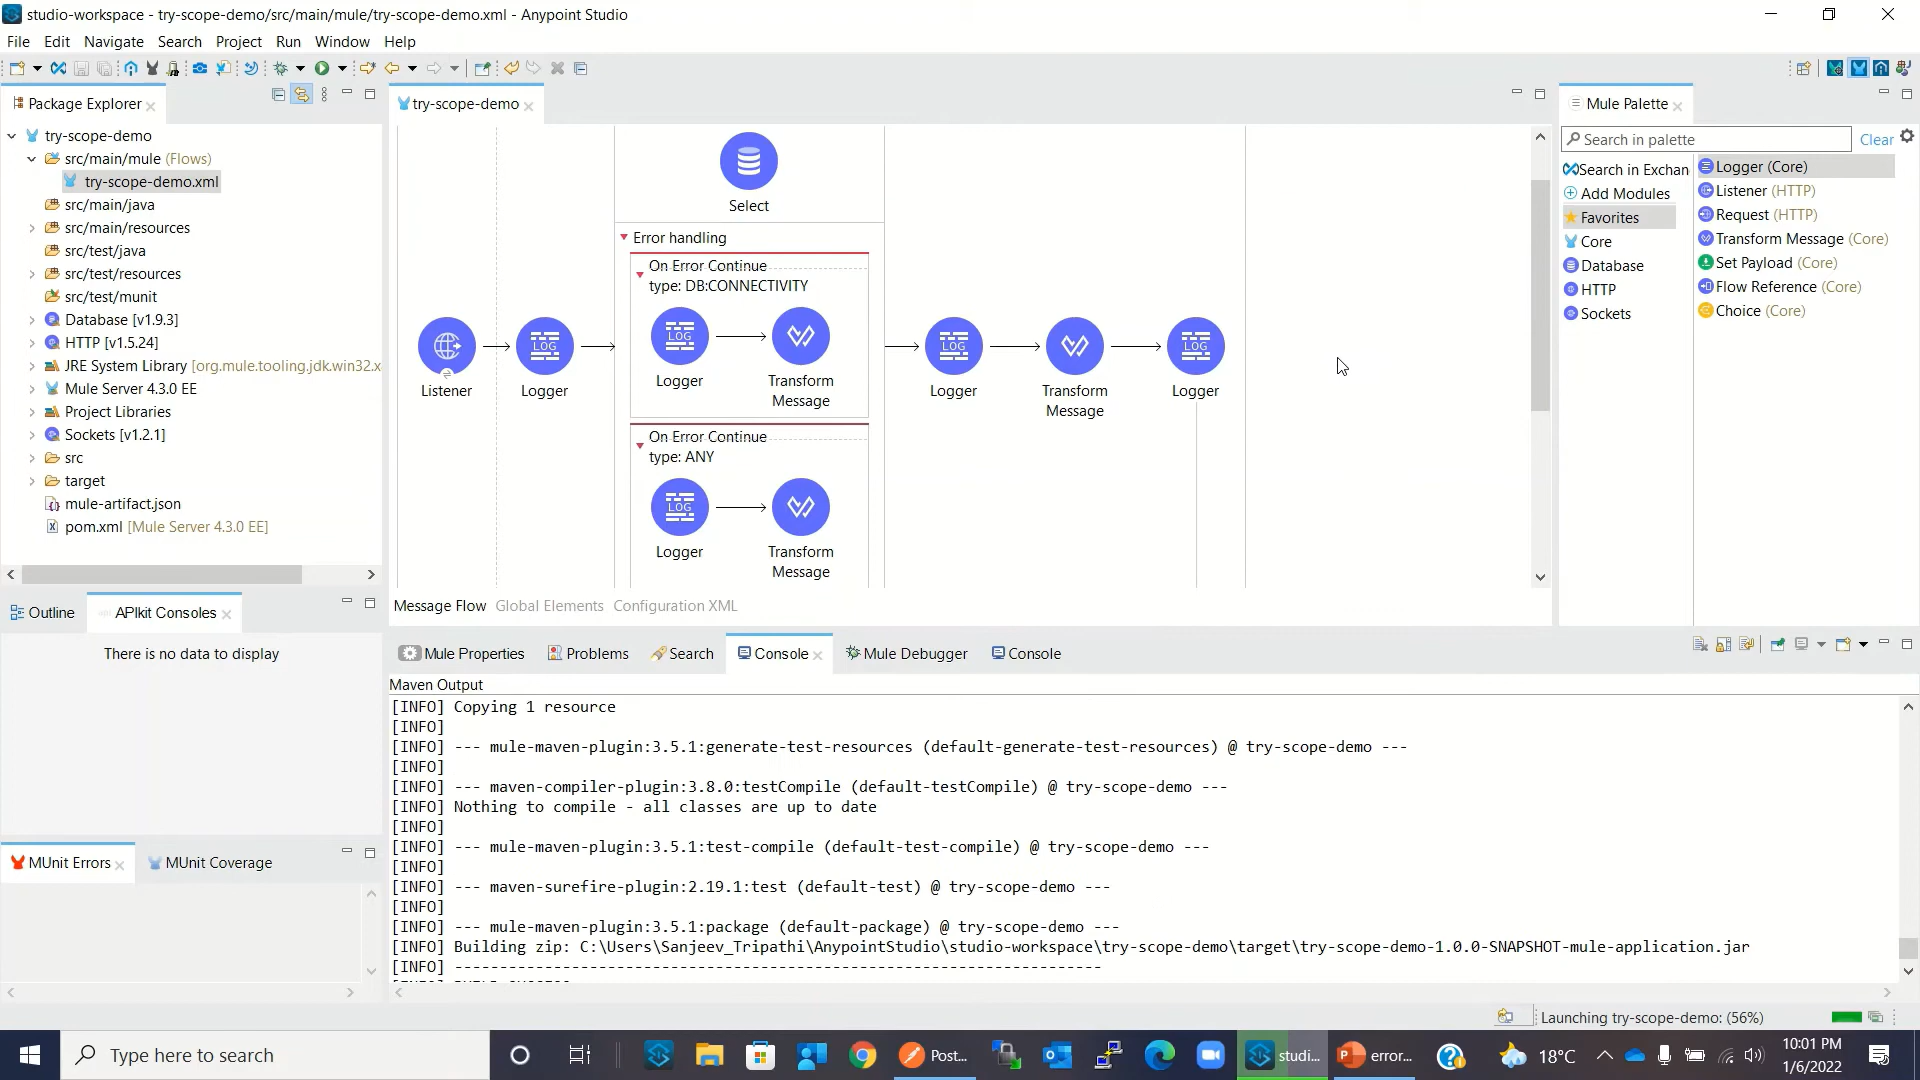 studio-workspace - try-scope-demo/src/main/mule/try-scope-demo.xml - Anypoint Studio
File Edit Navigate Search Project Run Window Help
Package Explorer
try-scope-demo
src/main/mule (Flows)
try-scope-demo.xml
src/main/java
src/main/resources
src/test/java
src/test/resources
src/test/munit
Database [v1.9.3]
HTTP [v1.5.24]
JRE System Library [org.mule.tooling.jdk.win32.x
Mule Server 4.3.0 EE
Project Libraries
Sockets [v1.2.1]
src
target
mule-artifact.json
pom.xml [Mule Server 4.3.0 EE]
Outline
APIkit Consoles
There is no data to display
MUnit Errors
MUnit Coverage
try-scope-demo
Select
Error handling
On Error Continue
type: DB:CONNECTIVITY
LOG
Logger
Transform
Message
On Error Continue
type: ANY
LOG
Logger
Transform
Message
Listener
LOG
Logger
LOG
Logger
Transform
Message
LOG
Logger
Message Flow Global Elements Configuration XML
Mule Palette
Search in palette
Clear
Search in Exchan
Add Modules
Favorites
Core
Database
HTTP
Sockets
Logger (Core)
Listener (HTTP)
Request (HTTP)
Transform Message (Core)
Set Payload (Core)
Flow Reference (Core)
Choice (Core)
Mule Properties
Problems
Search
Console
Mule Debugger
Console
Maven Output
[INFO] Copying 1 resource
[INFO]
[INFO] --- mule-maven-plugin:3.5.1:generate-test-resources (default-generate-test-resources) @ try-scope-demo ---
[INFO]
[INFO] --- maven-compiler-plugin:3.8.0:testCompile (default-testCompile) @ try-scope-demo ---
[INFO] Nothing to compile - all classes are up to date
[INFO]
[INFO] --- mule-maven-plugin:3.5.1:test-compile (default-test-compile) @ try-scope-demo ---
[INFO]
[INFO] --- maven-surefire-plugin:2.19.1:test (default-test) @ try-scope-demo ---
[INFO]
[INFO] --- mule-maven-plugin:3.5.1:package (default-package) @ try-scope-demo ---
[INFO] Building zip: C:\Users\Sanjeev_Tripathi\AnypointStudio\studio-workspace\try-scope-demo\target\try-scope-demo-1.0.0-SNAPSHOT-mule-application.jar
[INFO] ------------------------------------------------------------------------
Launching try-scope-demo: (56%)
Type here to search
Post...
studi...
error...
18°C
10:01 PM
1/6/2022